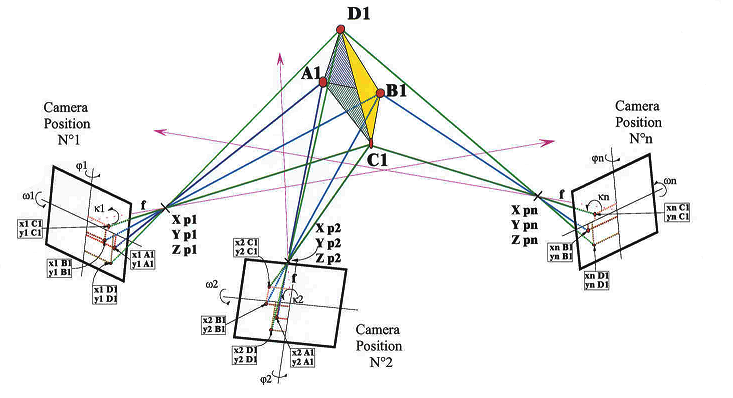 D1
A1
B1
C1
Camera
Position
N°1
φ1
ω1
κ1
f
X p1
Y p1
Z p1
x1 C1
y1 C1
x1 B1
y1 B1
x1 A1
y1 A1
x1 D1
y1 D1
X p2
Y p2
Z p2
x2 C1
y2 C1
f
ω2
κ2
x2 B1
y2 B1
x2 D1
y2 D1
x2 A1
y2 A1
φ2
Camera
Position
N°2
Camera
Position
N°n
φn
ωn
κn
f
X pn
Y pn
Z pn
xn C1
yn C1
xn B1
yn B1
xn D1
yn D1